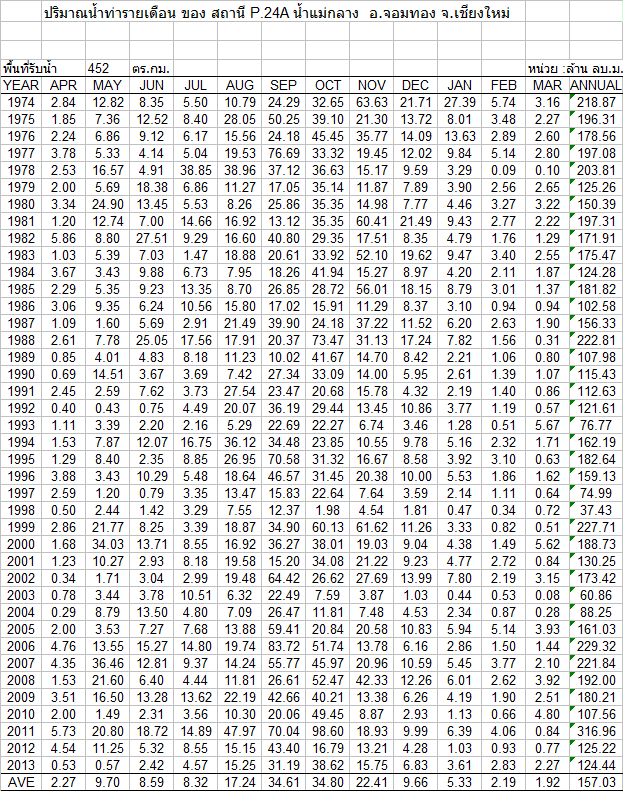 ปริมาณน้ำท่ารายเดือน ของ สถานี P.24A น้ำแม่กลาง อ.จอมทอง จ.เชียงใหม่
พื้นที่รับน้ำ 452 ตร.กม. หน่วย :ล้าน ลบ.ม.
YEAR APR MAY JUN JUL AUG SEP OCT NOV DEC JAN FEB MAR ANNUAL
1974 2.84 12.82 8.35 5.50 10.79 24.29 32.65 63.63 21.71 27.39 5.74 3.16 218.87
1975 1.85 7.36 12.52 8.40 28.05 50.25 39.10 21.30 13.72 8.01 3.48 2.27 196.31
1976 2.24 6.86 9.12 6.17 15.56 24.18 45.45 35.77 14.09 13.63 2.89 2.60 178.56
1977 3.78 5.33 4.14 5.04 19.53 76.69 33.32 19.45 12.02 9.84 5.14 2.80 197.08
1978 2.53 16.57 4.91 38.85 38.96 37.12 36.63 15.17 9.59 3.29 0.09 0.10 203.81
1979 2.00 5.69 18.38 6.86 11.27 17.05 35.14 11.87 7.89 3.90 2.56 2.65 125.26
1980 3.34 24.90 13.45 5.53 8.26 25.86 35.35 14.98 7.77 4.46 3.27 3.22 150.39
1981 1.20 12.74 7.00 14.66 16.92 13.12 35.35 60.41 21.49 9.43 2.77 2.22 197.31
1982 5.86 8.80 27.51 9.29 16.60 40.80 29.35 17.51 8.35 4.79 1.76 1.29 171.91
1983 1.03 5.39 7.03 1.47 18.88 20.61 33.92 52.10 19.62 9.47 3.40 2.55 175.47
1984 3.67 3.43 9.88 6.73 7.95 18.26 41.94 15.27 8.97 4.20 2.11 1.87 124.28
1985 2.29 5.35 9.23 13.35 8.70 26.85 28.72 56.01 18.15 8.79 3.01 1.37 181.82
1986 3.06 9.35 6.24 10.56 15.80 17.02 15.91 11.29 8.37 3.10 0.94 0.94 102.58
1987 1.09 1.60 5.69 2.91 21.49 39.90 24.18 37.22 11.52 6.20 2.63 1.90 156.33
1988 2.61 7.78 25.05 17.56 17.91 20.37 73.47 31.13 17.24 7.82 1.56 0.31 222.81
1989 0.85 4.01 4.83 8.18 11.23 10.02 41.67 14.70 8.42 2.21 1.06 0.80 107.98
1990 0.69 14.51 3.67 3.69 7.42 27.34 33.09 14.00 5.95 2.61 1.39 1.07 115.43
1991 2.45 2.59 7.62 3.73 27.54 23.47 20.68 15.78 4.32 2.19 1.40 0.86 112.63
1992 0.40 0.43 0.75 4.49 20.07 36.19 29.44 13.45 10.86 3.77 1.19 0.57 121.61
1993 1.11 3.39 2.20 2.16 5.29 22.69 22.27 6.74 3.46 1.28 0.51 5.67 76.77
1994 1.53 7.87 12.07 16.75 36.12 34.48 23.85 10.55 9.78 5.16 2.32 1.71 162.19
1995 1.29 8.40 2.35 8.85 26.95 70.58 31.32 16.67 8.58 3.92 3.10 0.63 182.64
1996 3.88 3.43 10.29 5.48 18.64 46.57 31.45 20.38 10.00 5.53 1.86 1.62 159.13
1997 2.59 1.20 0.79 3.35 13.47 15.83 22.64 7.64 3.59 2.14 1.11 0.64 74.99
1998 0.50 2.44 1.42 3.29 7.55 12.37 1.98 4.54 1.81 0.47 0.34 0.72 37.43
1999 2.86 21.77 8.25 3.39 18.87 34.90 60.13 61.62 11.26 3.33 0.82 0.51 227.71
2000 1.68 34.03 13.71 8.55 16.92 36.27 38.01 19.03 9.04 4.38 1.49 5.62 188.73
2001 1.23 10.27 2.93 8.18 19.58 15.20 34.08 21.22 9.23 4.77 2.72 0.84 130.25
2002 0.34 1.71 3.04 2.99 19.48 64.42 26.62 27.69 13.99 7.80 2.19 3.15 173.42
2003 0.78 3.44 3.78 10.51 6.32 22.49 7.59 3.87 1.03 0.44 0.53 0.08 60.86
2004 0.29 8.79 13.50 4.80 7.09 26.47 11.81 7.48 4.53 2.34 0.87 0.28 88.25
2005 2.00 3.53 7.27 7.68 13.88 59.41 20.84 20.58 10.83 5.94 5.14 3.93 161.03
2006 4.76 13.55 15.27 14.80 19.74 83.72 51.74 13.78 6.16 2.86 1.50 1.44 229.32
2007 4.35 36.46 12.81 9.37 14.24 55.77 45.97 20.96 10.59 5.45 3.77 2.10 221.84
2008 1.53 21.60 6.40 4.44 11.81 26.61 52.47 42.33 12.26 6.01 2.62 3.92 192.00
2009 3.51 16.50 13.28 13.62 22.19 42.66 40.21 13.38 6.26 4.19 1.90 2.51 180.21
2010 2.00 1.49 2.31 3.56 10.30 20.06 49.45 8.87 2.93 1.13 0.66 4.80 107.56
2011 5.73 20.80 18.72 14.89 47.97 70.04 98.60 18.93 9.99 6.39 4.06 0.84 316.96
2012 4.54 11.25 5.32 8.55 15.15 43.40 16.79 13.21 4.28 1.03 0.93 0.77 125.22
2013 0.53 0.57 2.42 4.57 15.25 31.19 38.62 15.75 6.83 3.61 2.83 2.27 124.44
AVE 2.27 9.70 8.59 8.32 17.24 34.61 34.80 22.41 9.66 5.33 2.19 1.92 157.03